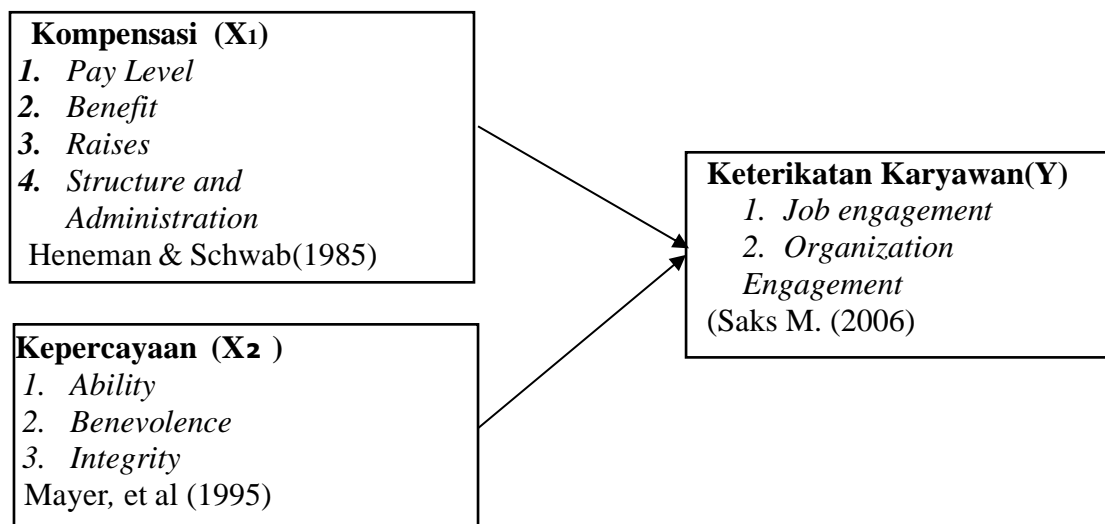 Kompensasi (X1)
1. Pay Level
2. Benefit
3. Raises
4. Structure and
Administration
Heneman & Schwab(1985)
Kepercayaan (X2 )
1. Ability
2. Benevolence
3. Integrity
Mayer, et al (1995)
Keterikatan Karyawan(Y)
1. Job engagement
2. Organization
Engagement
(Saks M. (2006)